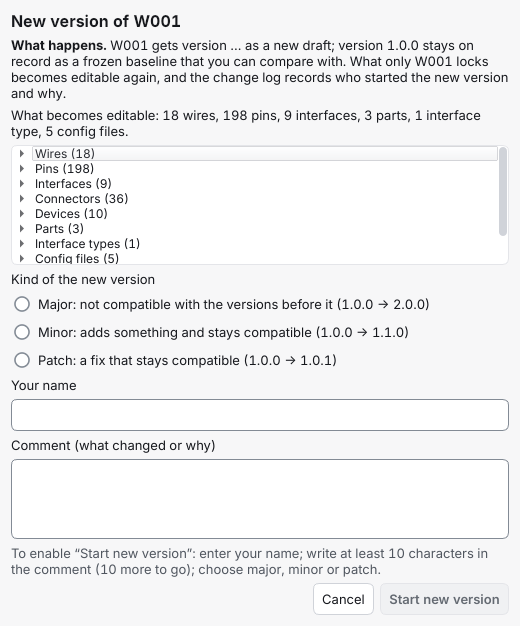 New version of W001
What happens. W001 gets version ... as a new draft; version 1.0.0 stays on
record as a frozen baseline that you can compare with. What only W001 locks
becomes editable again, and the change log records who started the new version
and why.
What becomes editable: 18 wires, 198 pins, 9 interfaces, 3 parts, 1 interface
type, 5 config files.
Wires (18)
Pins (198)
Interfaces (9)
Connectors (36)
Devices (10)
Parts (3)
Interface types (1)
Config files (5)
Kind of the new version
Major: not compatible with the versions before it (1.0.0 → 2.0.0)
Minor: adds something and stays compatible (1.0.0 → 1.1.0)
Patch: a fix that stays compatible (1.0.0 → 1.0.1)
Your name
Comment (what changed or why)
To enable “Start new version”: enter your name; write at least 10 characters in
the comment (10 more to go); choose major, minor or patch.
Cancel
Start new version